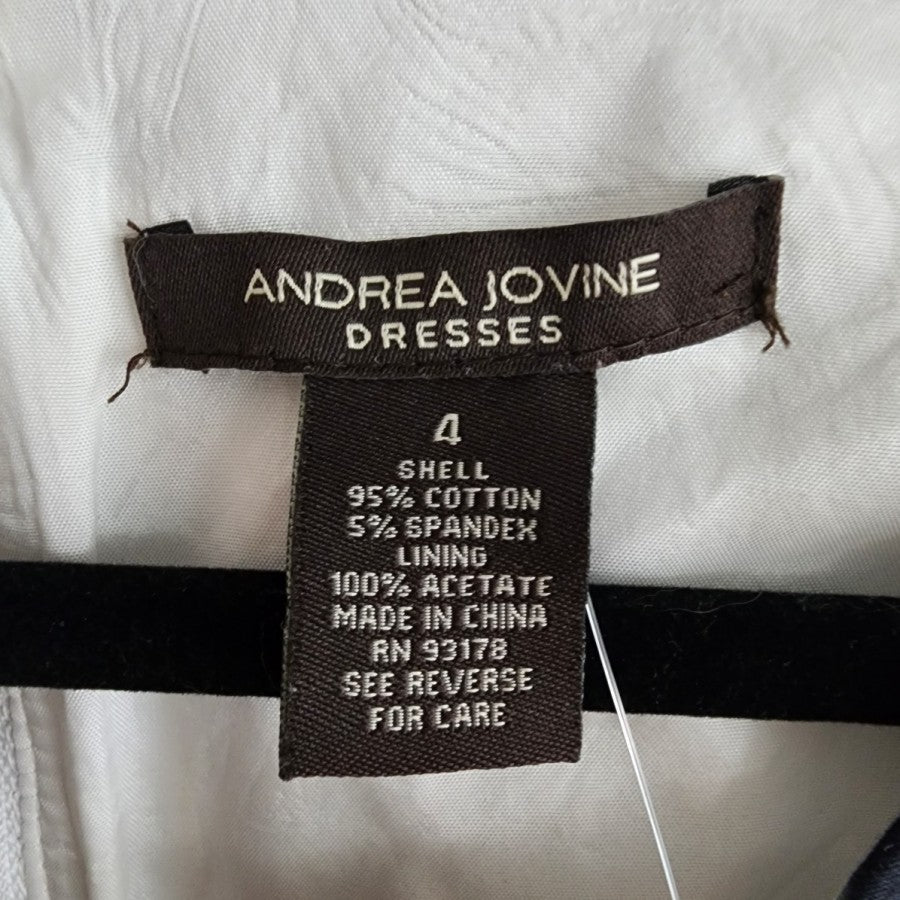 ANDREA JOVINE
DRESSES
4
SHELL
95% COTTON
5% SPANDEX
LINING
100% ACETATE
MADE IN CHINA
RN 93178
SEE REVERSE
FOR CARE